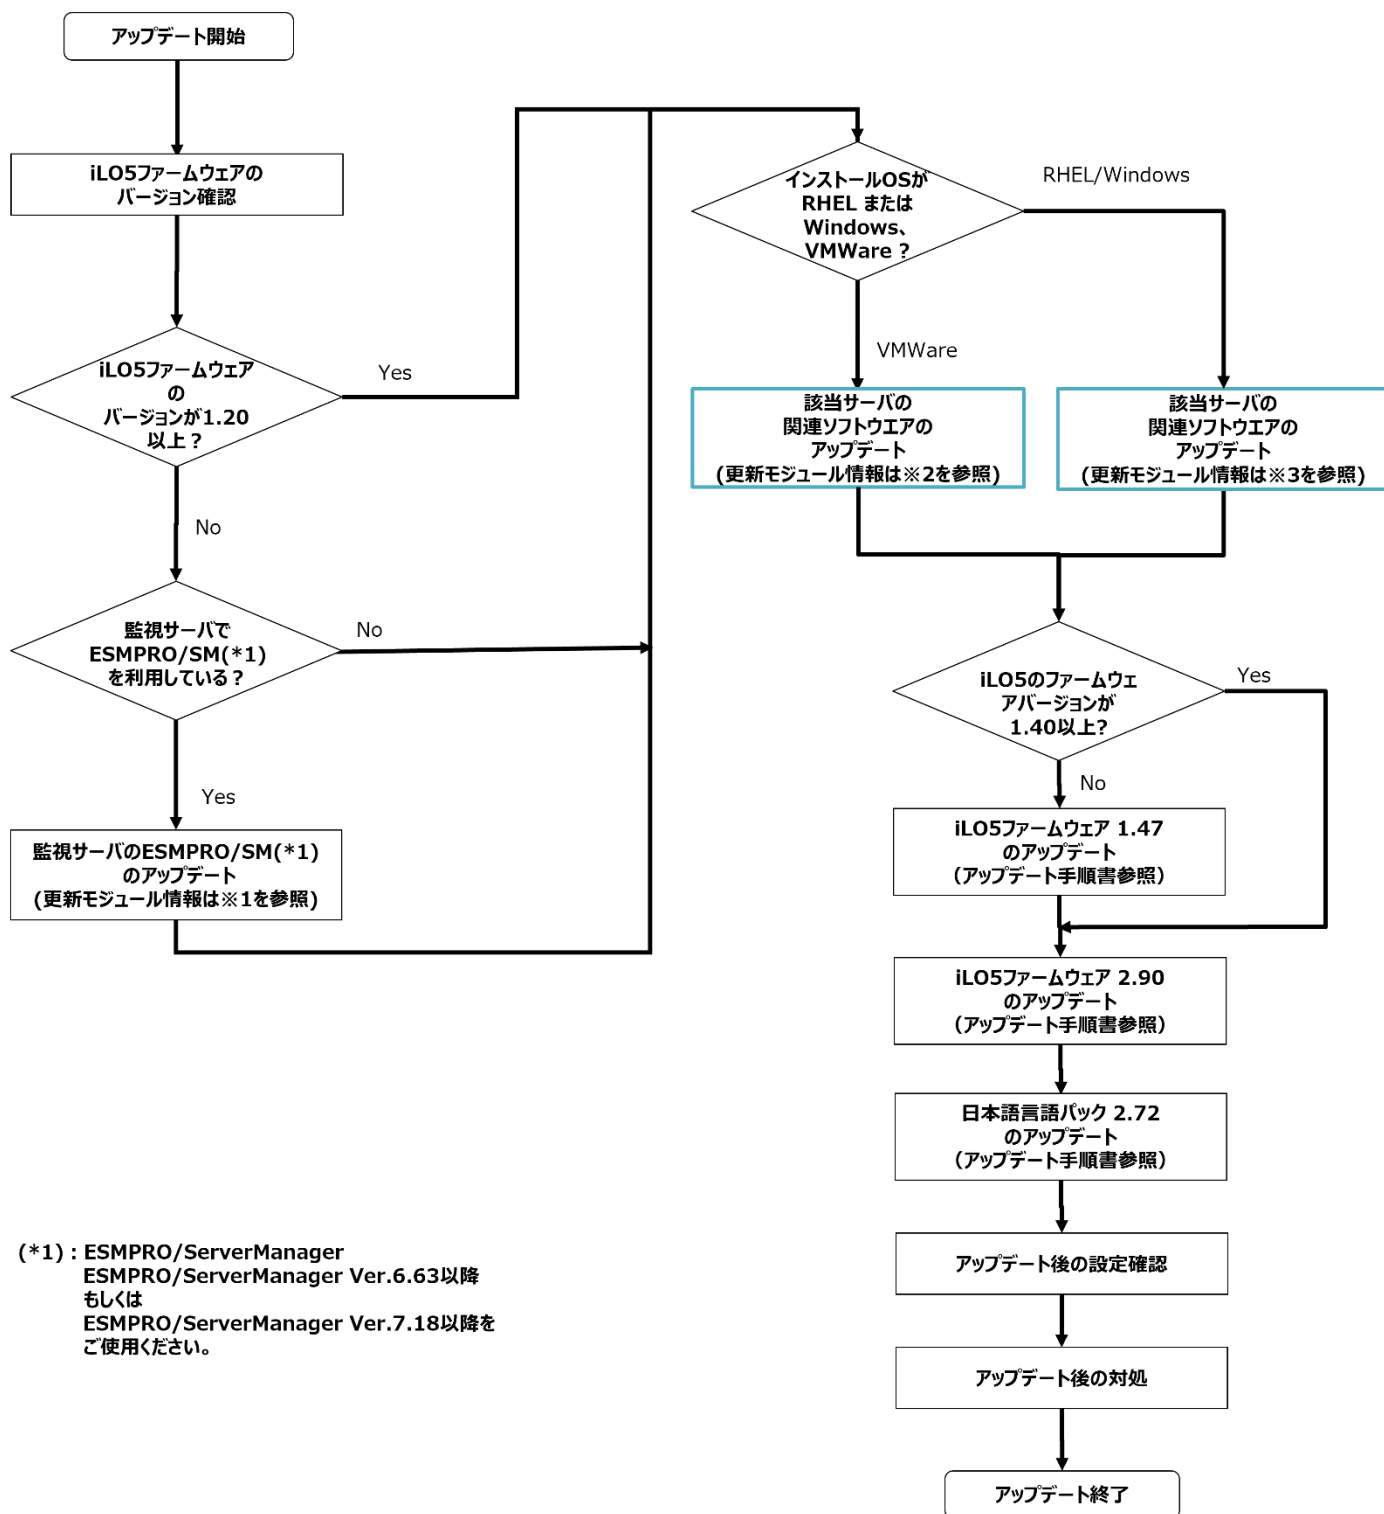 アップデート開始
iLO5ファームウェアの
バージョン確認
iLO5ファームウェア
の
バージョンが1.20
以上？
Yes
No
監視サーバで
ESMPRO/SM(*1)
を利用している？
No
Yes
監視サーバのESMPRO/SM(*1)
のアップデート
(更新モジュール情報は※1を参照)
インストールOSが
RHEL または
Windows、
VMWare？
RHEL/Windows
VMWare
該当サーバの
関連ソフトウエアの
アップデート
(更新モジュール情報は※2を参照)
該当サーバの
関連ソフトウエアの
アップデート
(更新モジュール情報は※3を参照)
iLO5のファームウェ
アバージョンが
1.40以上?
Yes
No
iLO5ファームウェア 1.47
のアップデート
（アップデート手順書参照）
iLO5ファームウェア 2.90
のアップデート
（アップデート手順書参照）
日本語言語パック 2.72
のアップデート
（アップデート手順書参照）
アップデート後の設定確認
アップデート後の対処
アップデート終了
(*1)：ESMPRO/ServerManager
ESMPRO/ServerManager Ver.6.63以降
もしくは
ESMPRO/ServerManager Ver.7.18以降を
ご使用ください。